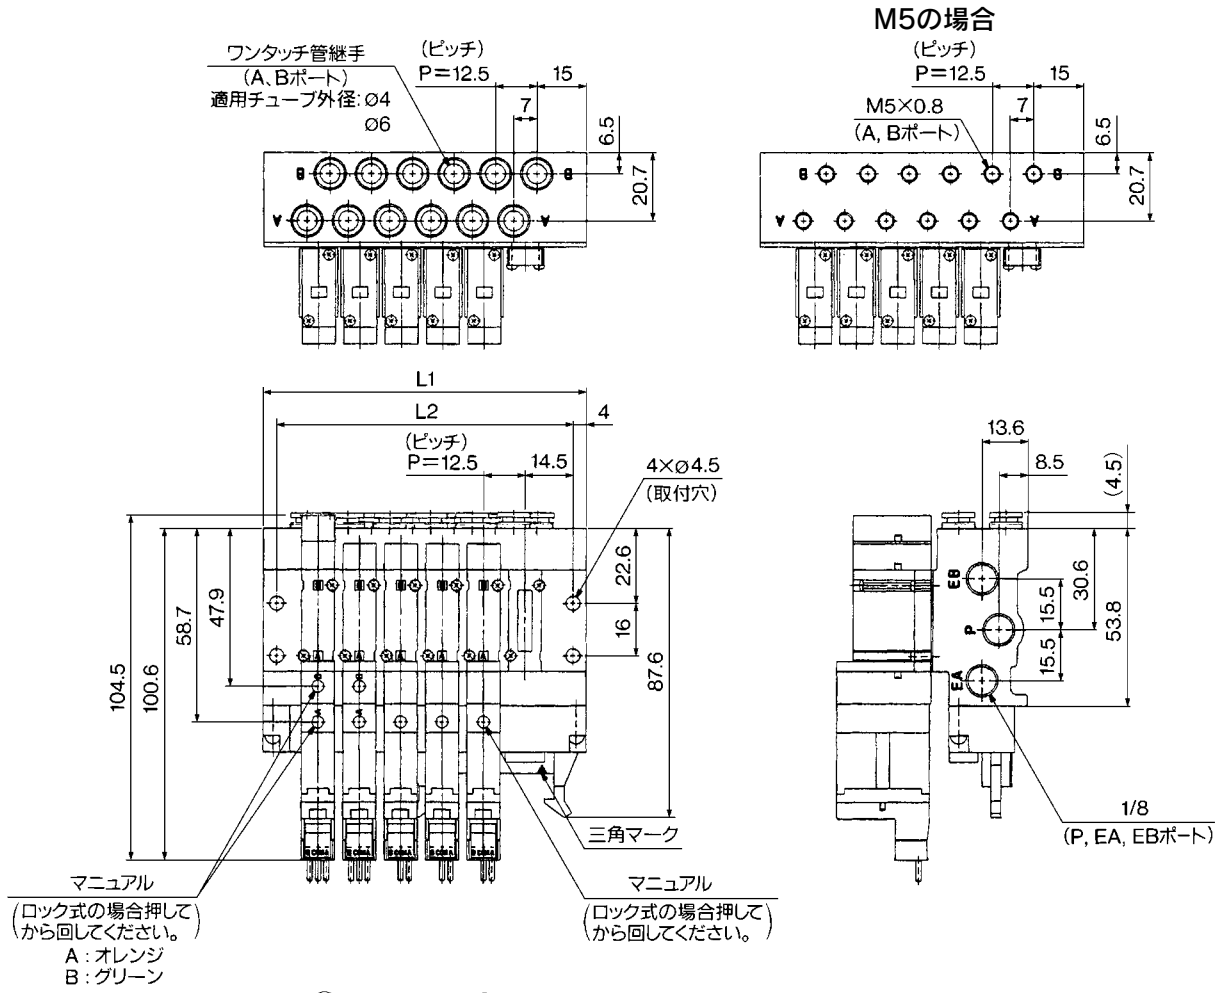 M5の場合
ワンタッチ管継手
(A、Bポート)
適用チューブ外径:Ø4
Ø6
(ピッチ)
P=12.5
15
7
6.5
20.7
B
B
A
A
(ピッチ)
P=12.5
15
M5×0.8
(A, Bポート)
7
6.5
20.7
B
B
A
A
L1
L2
4
(ピッチ)
P=12.5
14.5
4×Ø4.5
(取付穴)
104.5
100.6
58.7
47.9
22.6
16
87.6
三角マーク
マニュアル
(ロック式の場合押して
から回してください。)
A:オレンジ
B:グリーン
マニュアル
(ロック式の場合押して
から回してください。)
13.6
8.5
(4.5)
EB
P
EA
15.5
15.5
30.6
53.8
1/8
(P, EA, EBポート)